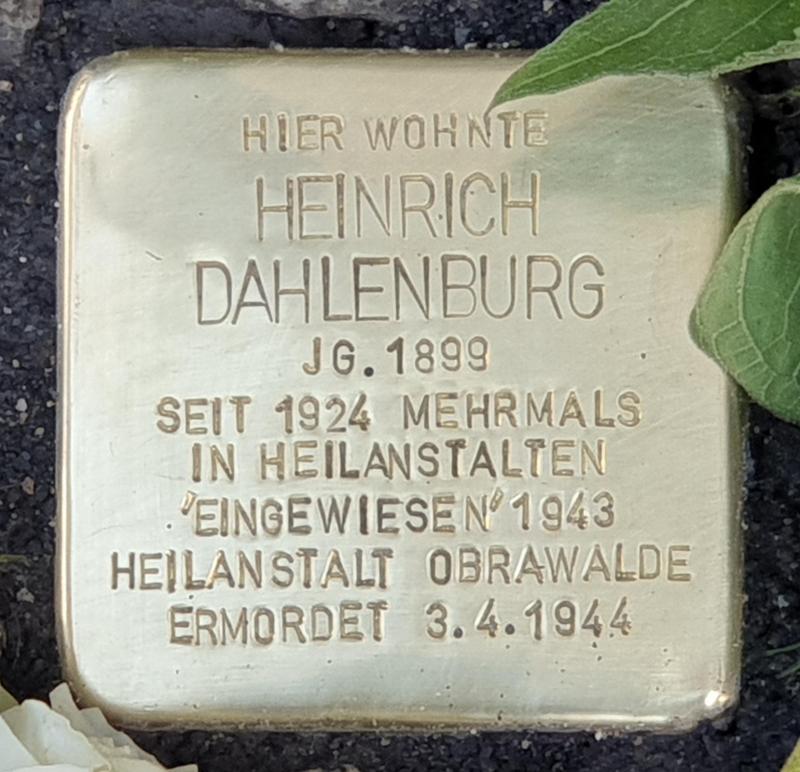 HIER WOHNTE
HEINRICH
DAHLENBURG
JG. 1899
SEIT 1924 MEHRMALS
IN HEILANSTALTEN
'EINGEWIESEN' 1943
HEILANSTALT OBRAWALDE
ERMORDET 3.4.1944